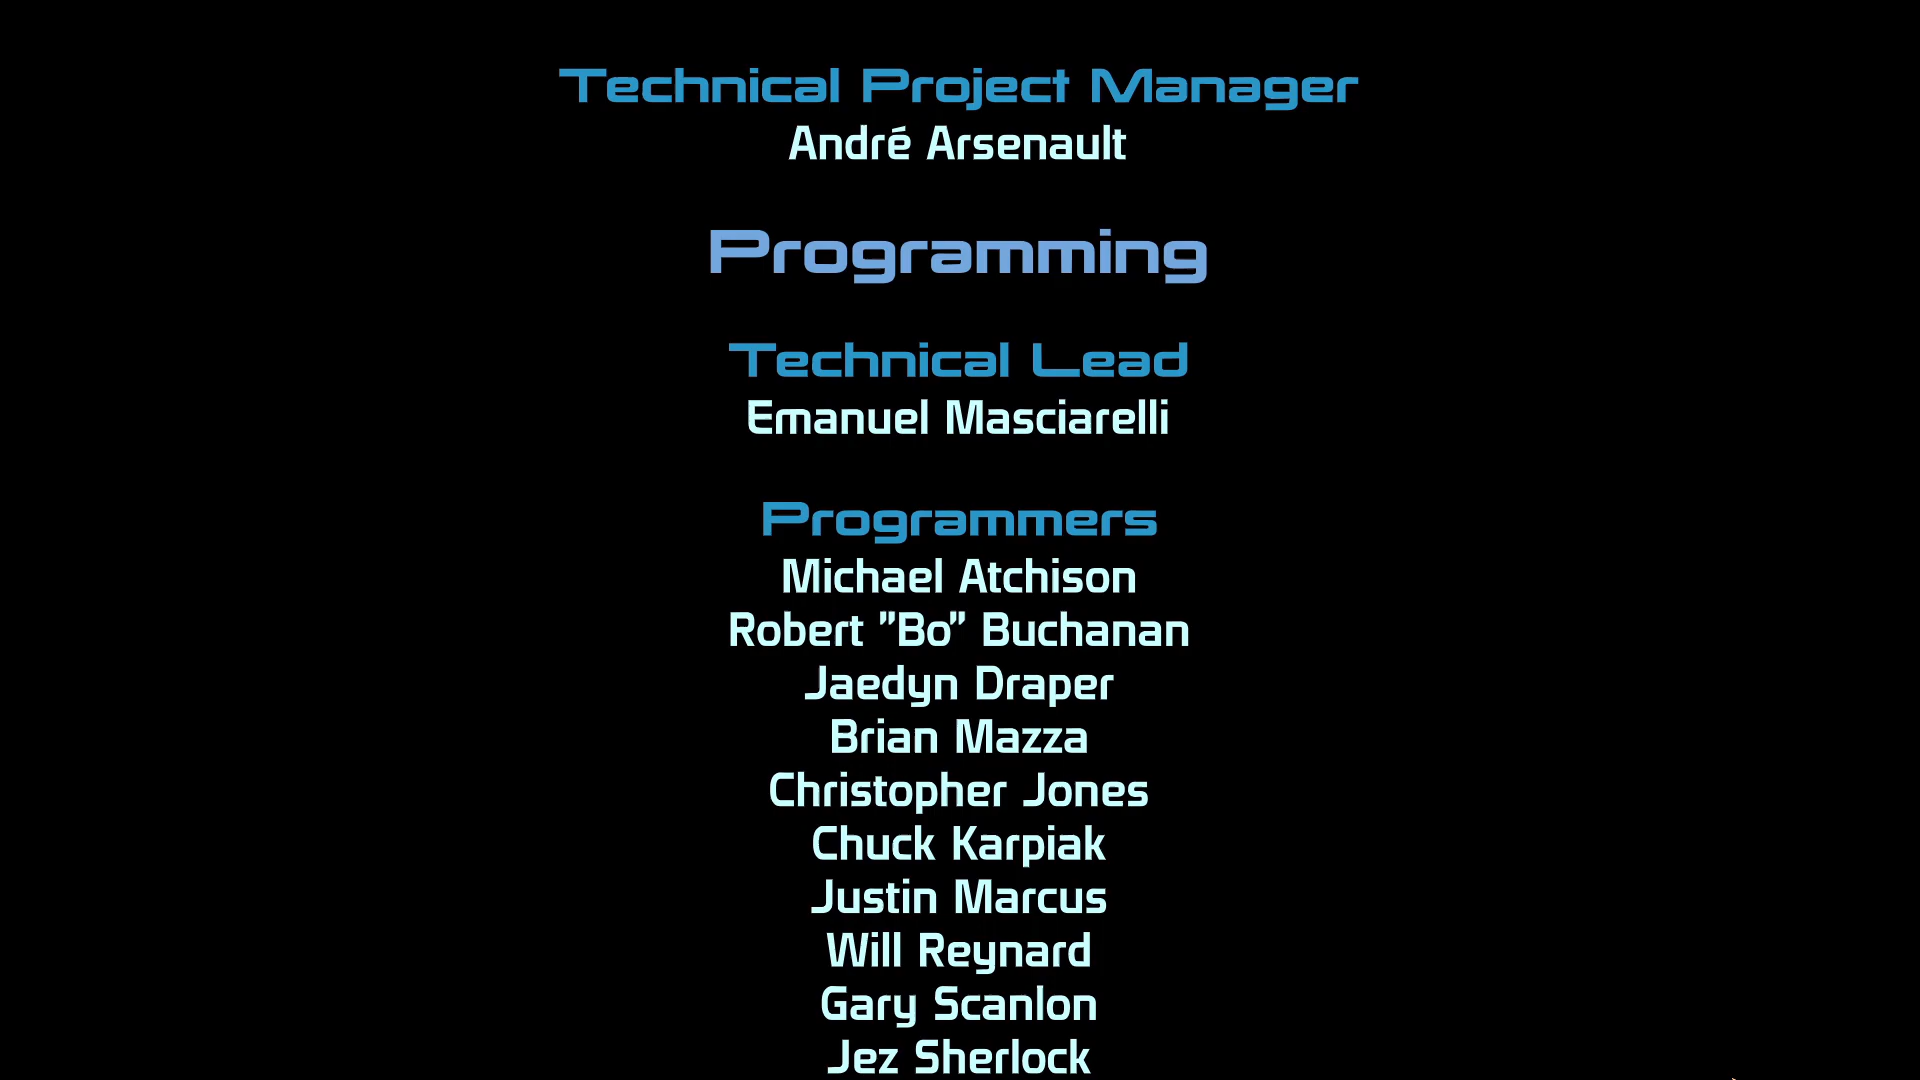 Technical Project Manager
André Arsenault
Programming
Technical Lead
Emanuel Masciarelli
Programmers
Michael Atchison
Robert "Bo" Buchanan
Jaedyn Draper
Brian Mazza
Christopher Jones
Chuck Karpiak
Justin Marcus
Will Reynard
Gary Scanlon
Jez Sherlock